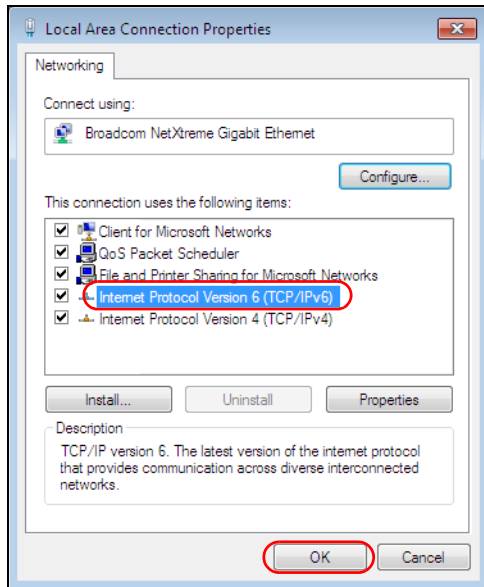 Local Area Connection Properties
Networking
Connect using:
Broadcom NetXtreme Gigabit Ethernet
Configure...
This connection uses the following items:
Client for Microsoft Networks
QoS Packet Scheduler
File and Printer Sharing for Microsoft Networks
Internet Protocol Version 6 (TCP/IPv6)
Internet Protocol Version 4 (TCP/IPv4)
Install... Uninstall Properties
Description
TCP/IP version 6. The latest version of the internet protocol
that provides communication across diverse interconnected
networks.
OK Cancel